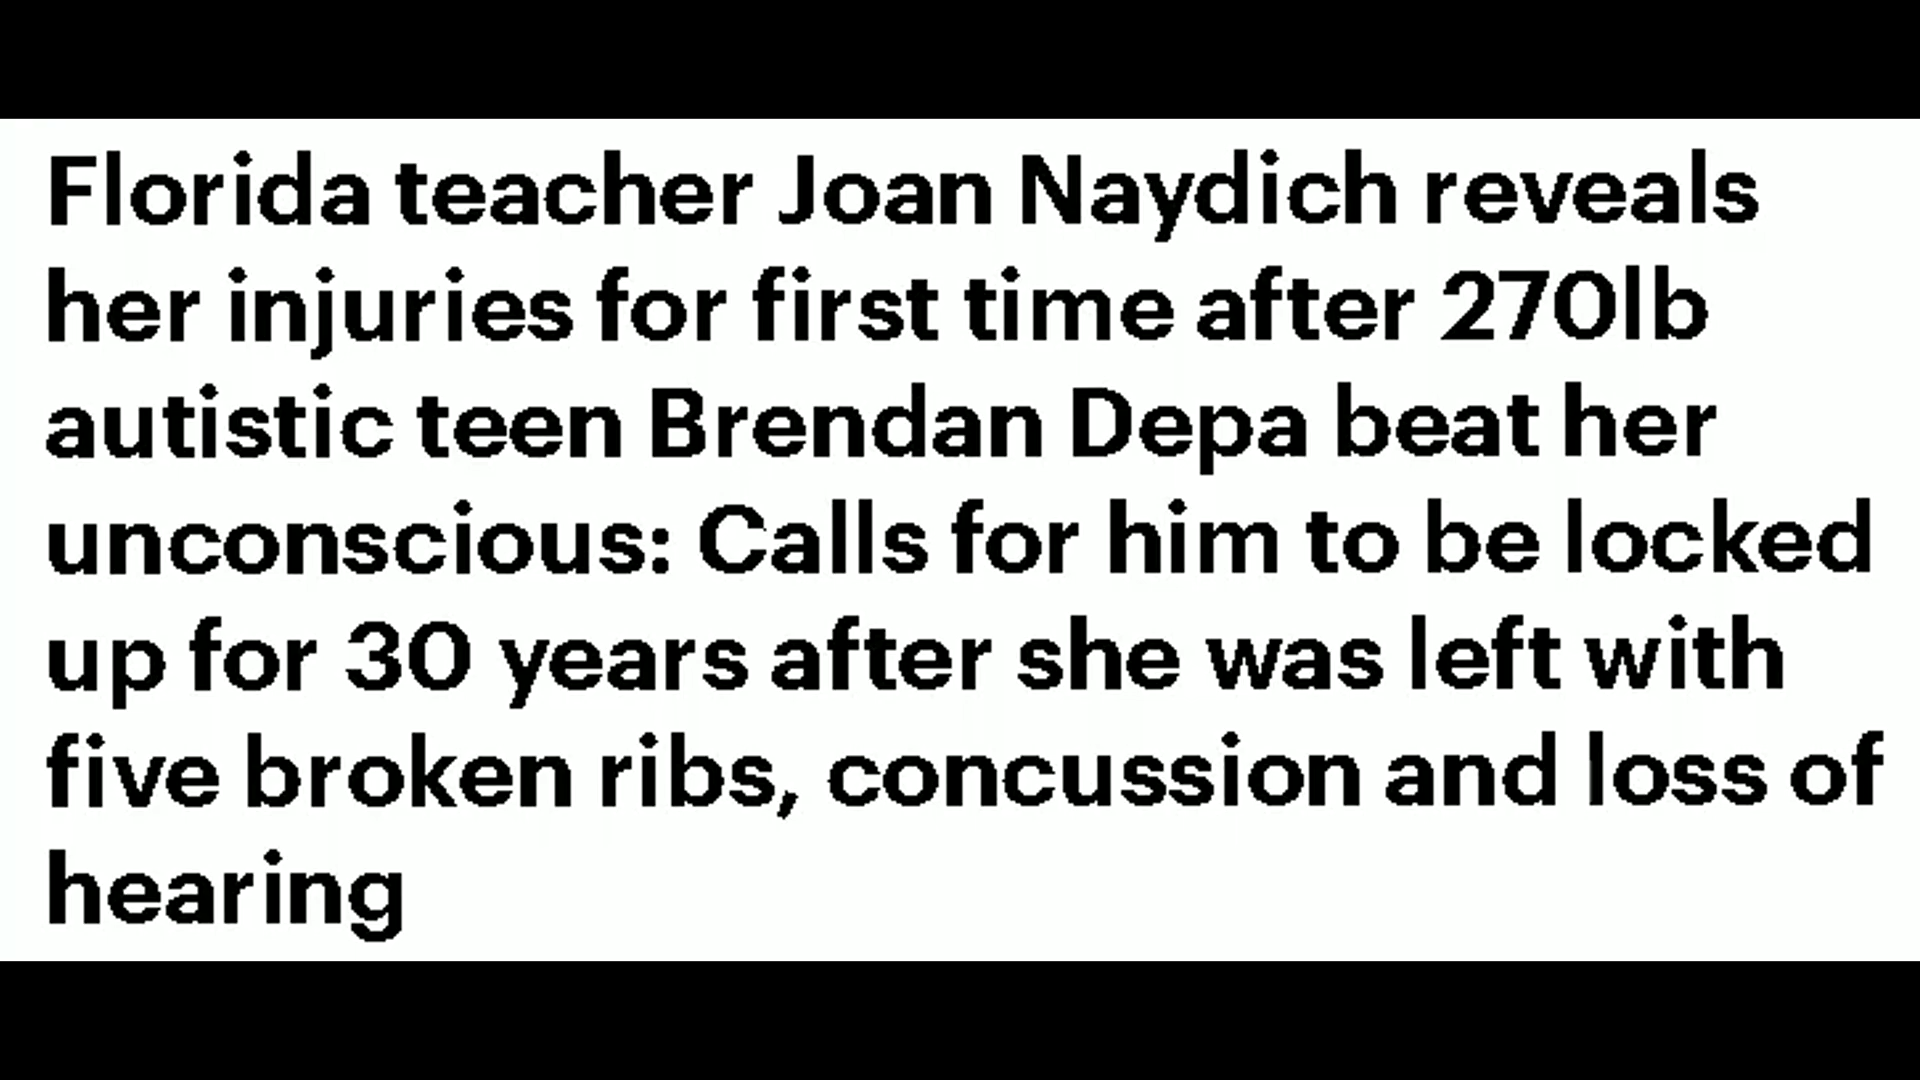 Florida teacher Joan Naydich reveals
her injuries for first time after 270lb
autistic teen Brendan Depa beat her
unconscious: Calls for him to be locked
up for 30 years after she was left with
five broken ribs, concussion and loss of
hearing